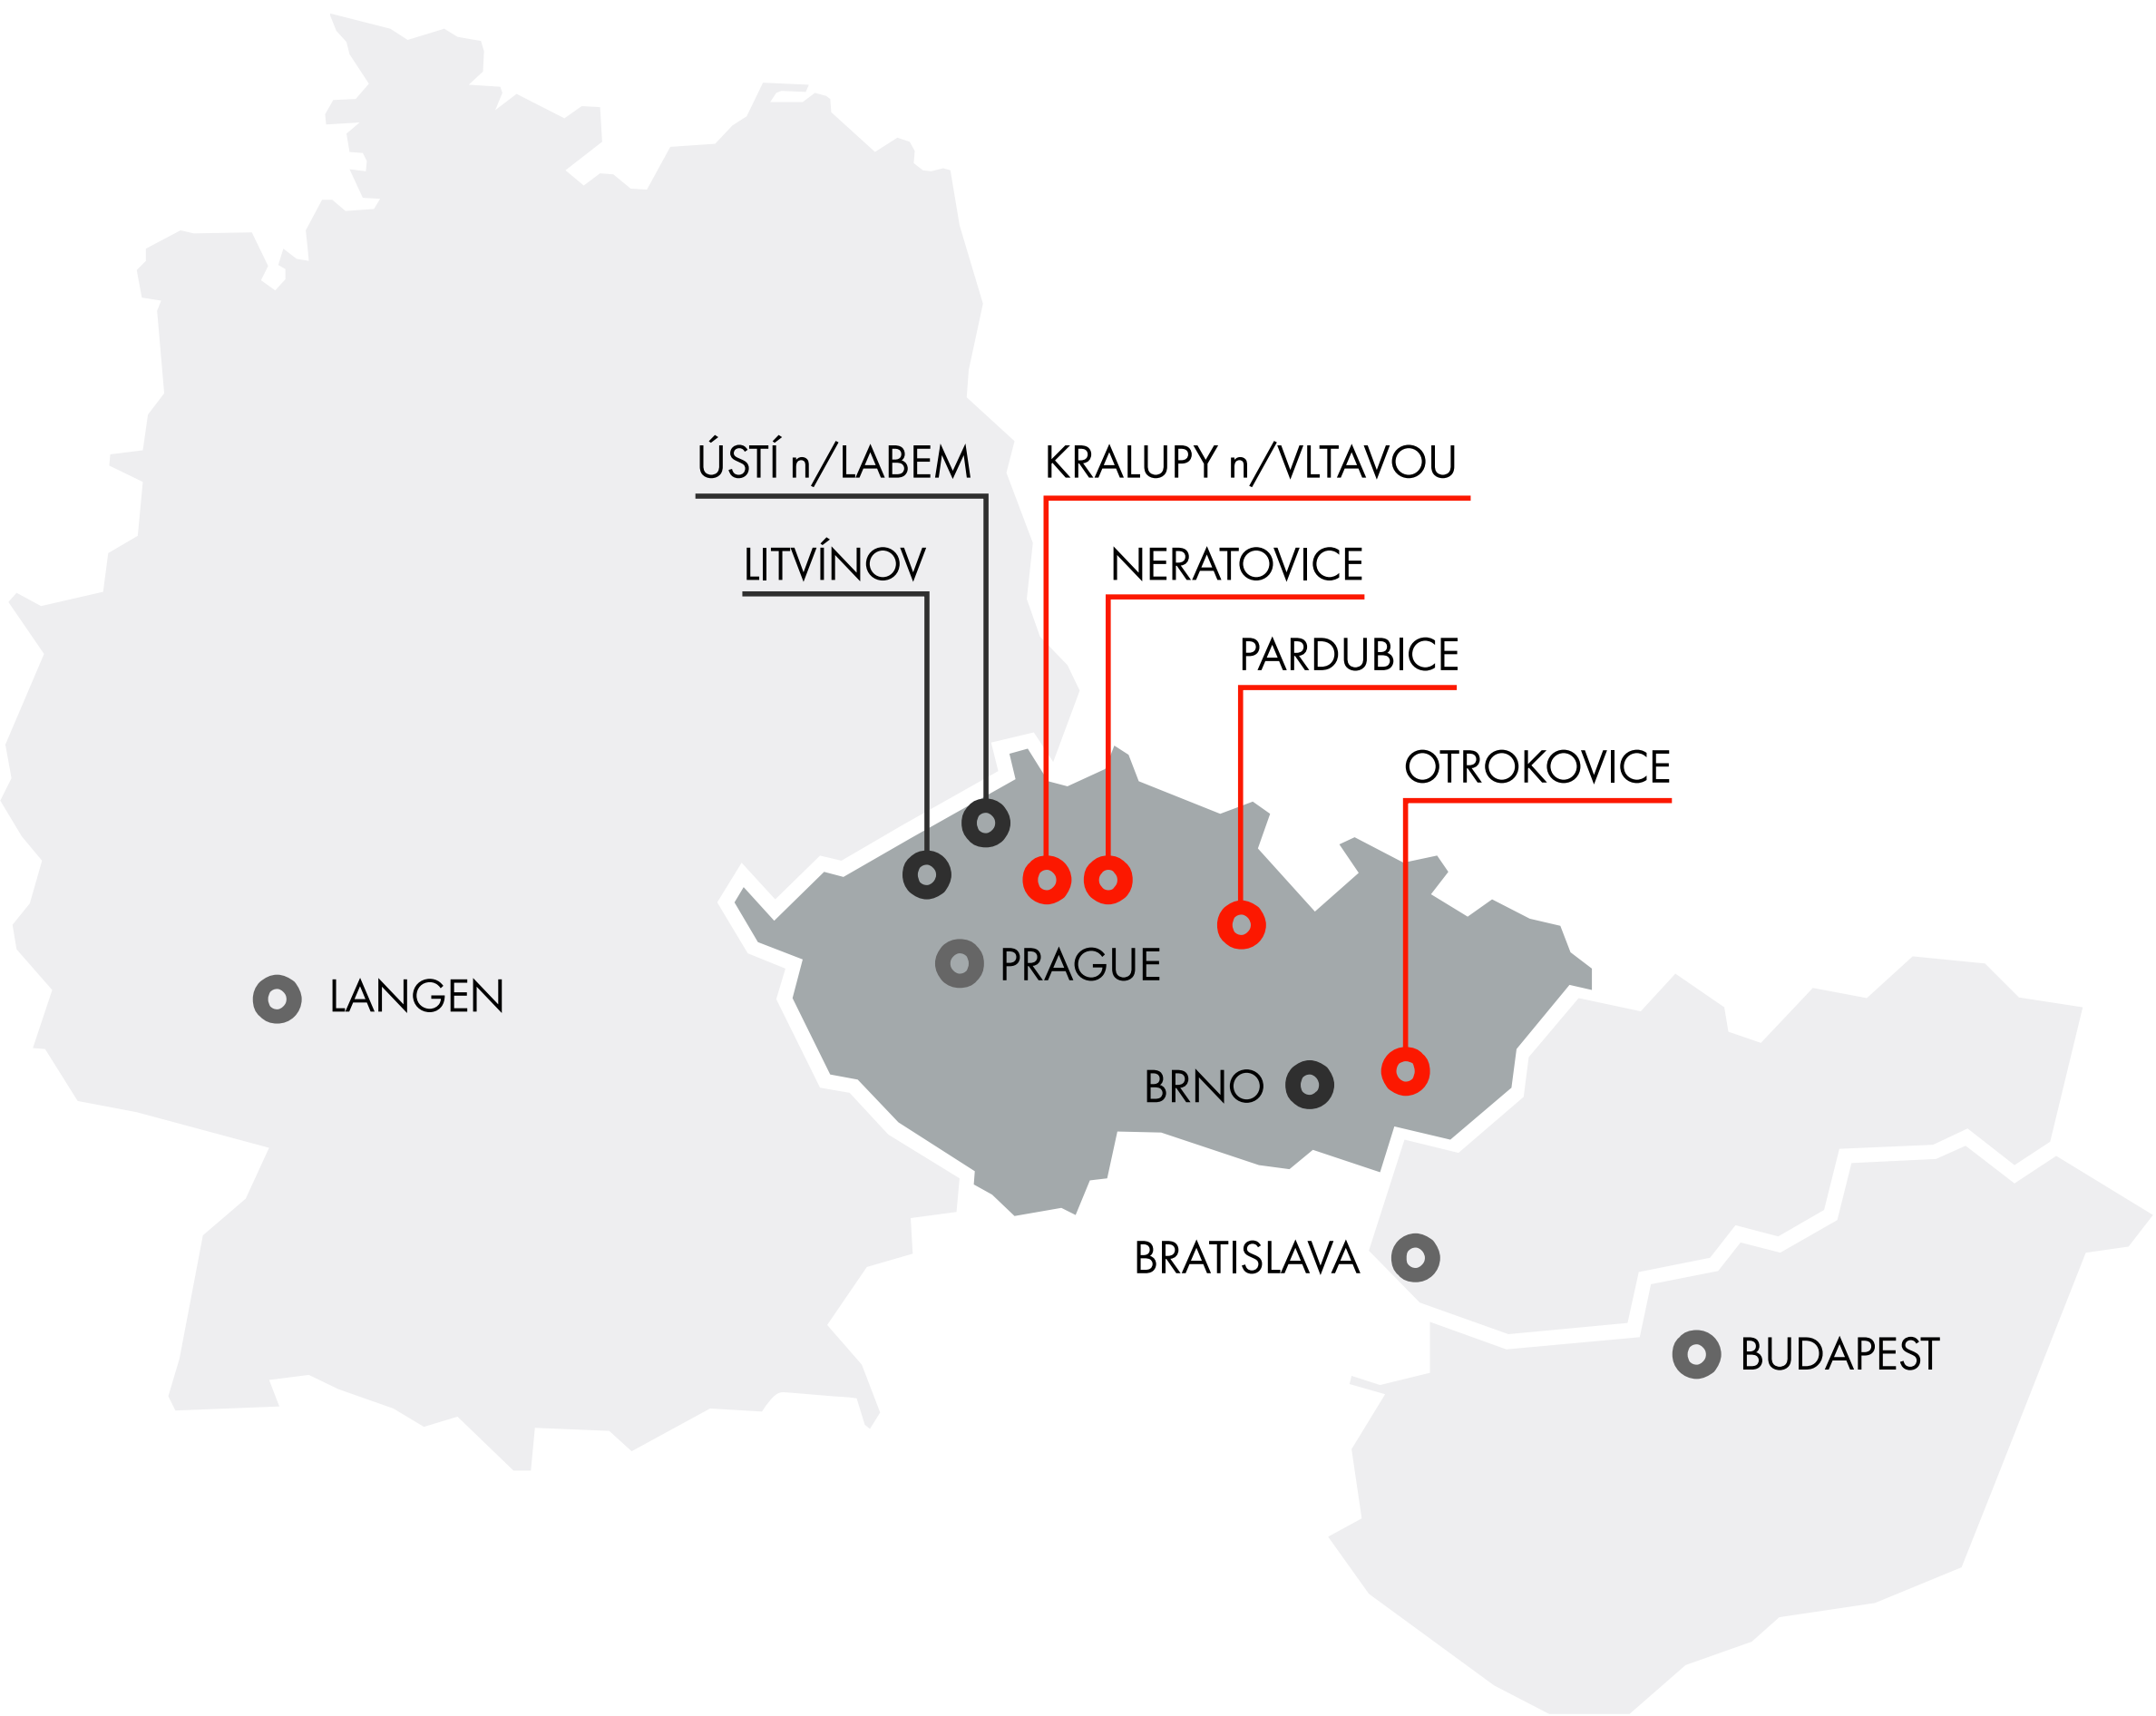 ÚSTÍ n/LABEM
KRALUPY n/VLTAVOU
LITVÍNOV
NERATOVICE
PARDUBICE
OTROKOVICE
PRAGUE
LANGEN
BRNO
BRATISLAVA
BUDAPEST